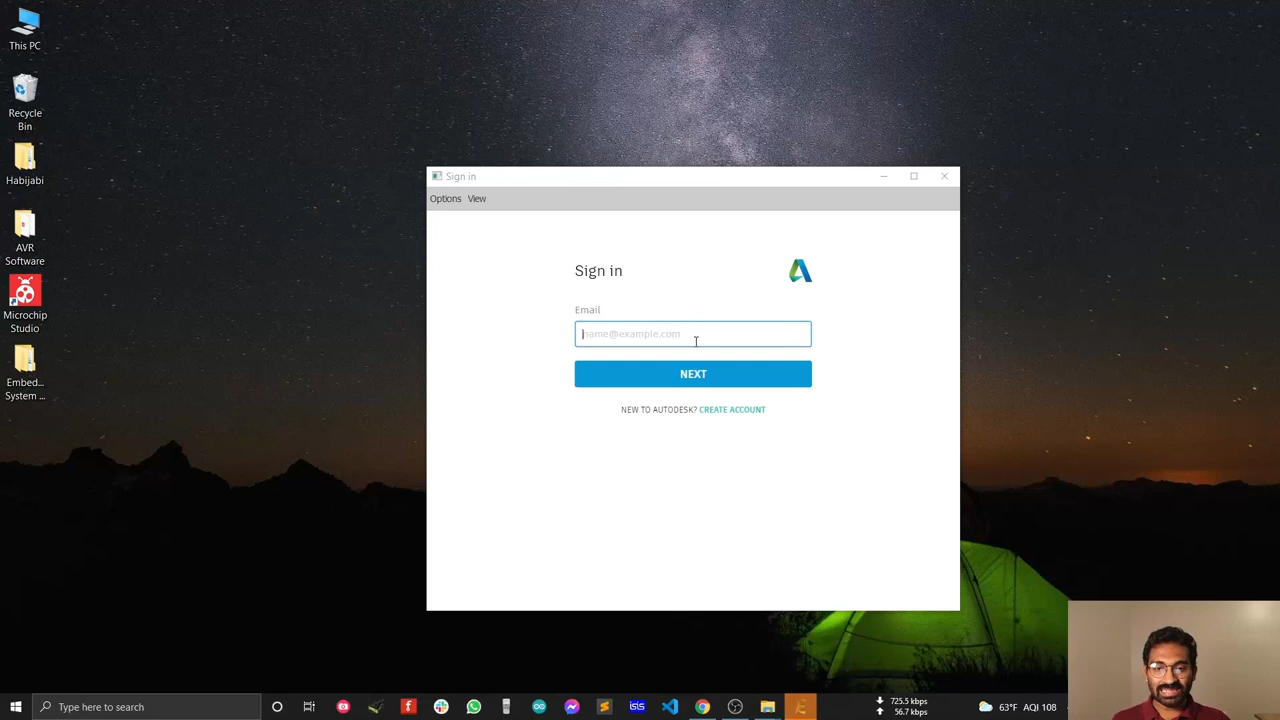 This PC
Recycle
Bin
Habijabi
AVR
Software
Microchip
Studio
Embed...
System ...
Sign in
Options View
Sign in
Email
name@example.com
NEXT
NEW TO AUTODESK? CREATE ACCOUNT
Type here to search
isis
725.5 kbps
56.7 kbps
63°F AQI 108